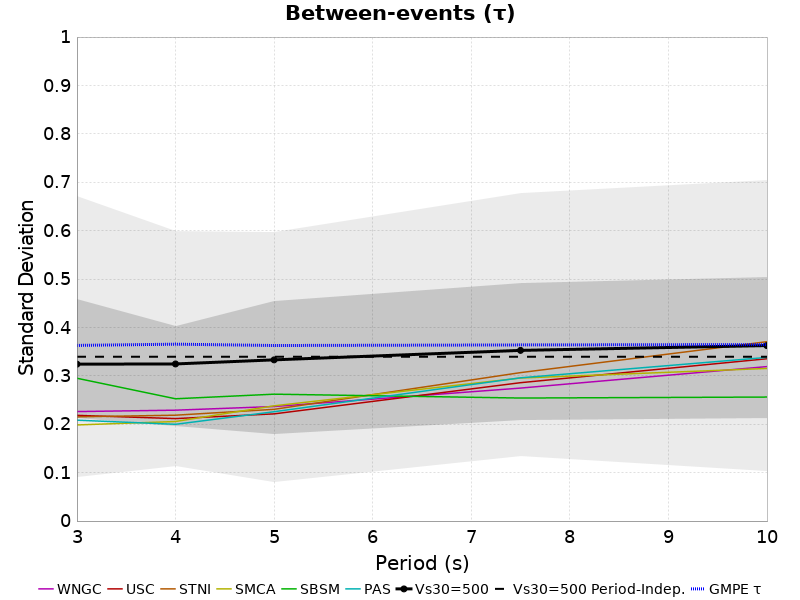 Between-events (τ)
1
0.9
0.8
0.7
0.6
0.5
0.4
0.3
0.2
0.1
0
Standard Deviation
3 4 5 6 7 8 9 10
Period (s)
WNGC USC STNI SMCA SBSM PAS Vs30=500 Vs30=500 Period-Indep. GMPE τ